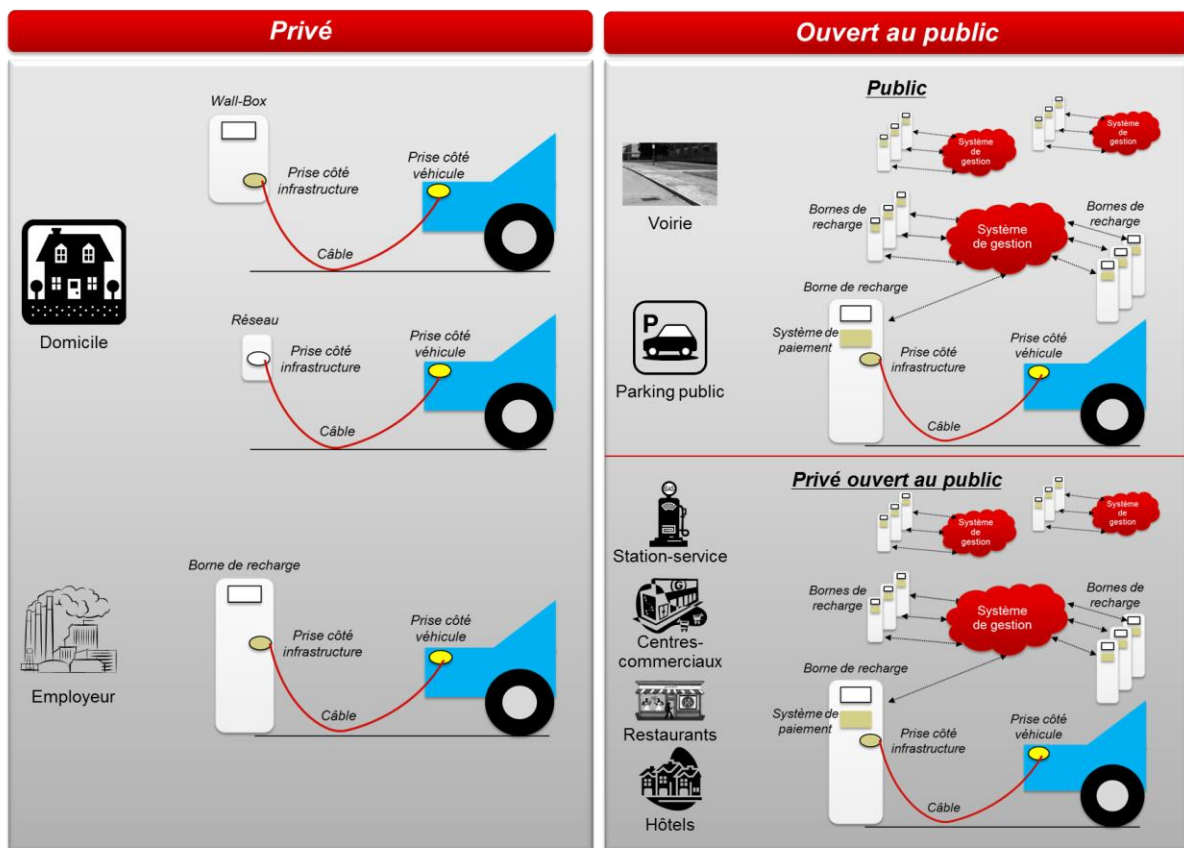 Privé
Wall-Box
Prise côté
infrastructure
Prise côté
véhicule
Câble
Domicile
Réseau
Prise côté
infrastructure
Prise côté
véhicule
Câble
Borne de recharge
Prise côté
infrastructure
Prise côté
véhicule
Câble
Employeur
Ouvert au public
Public
Système
de
gestion
Système
de
gestion
Voirie
Bornes de
recharge
Système
de gestion
Bornes de
recharge
Borne de recharge
P
Parking public
Système de
paiement
Prise côté
infrastructure
Prise côté
véhicule
Câble
Privé ouvert au public
Système
de
gestion
Système
de
gestion
Station-service
Bornes de
recharge
Système
de gestion
Bornes de
recharge
G
Centres-
commerciaux
Borne de recharge
Système de
paiement
Prise côté
infrastructure
Prise côté
véhicule
Câble
Restaurants
Hôtels